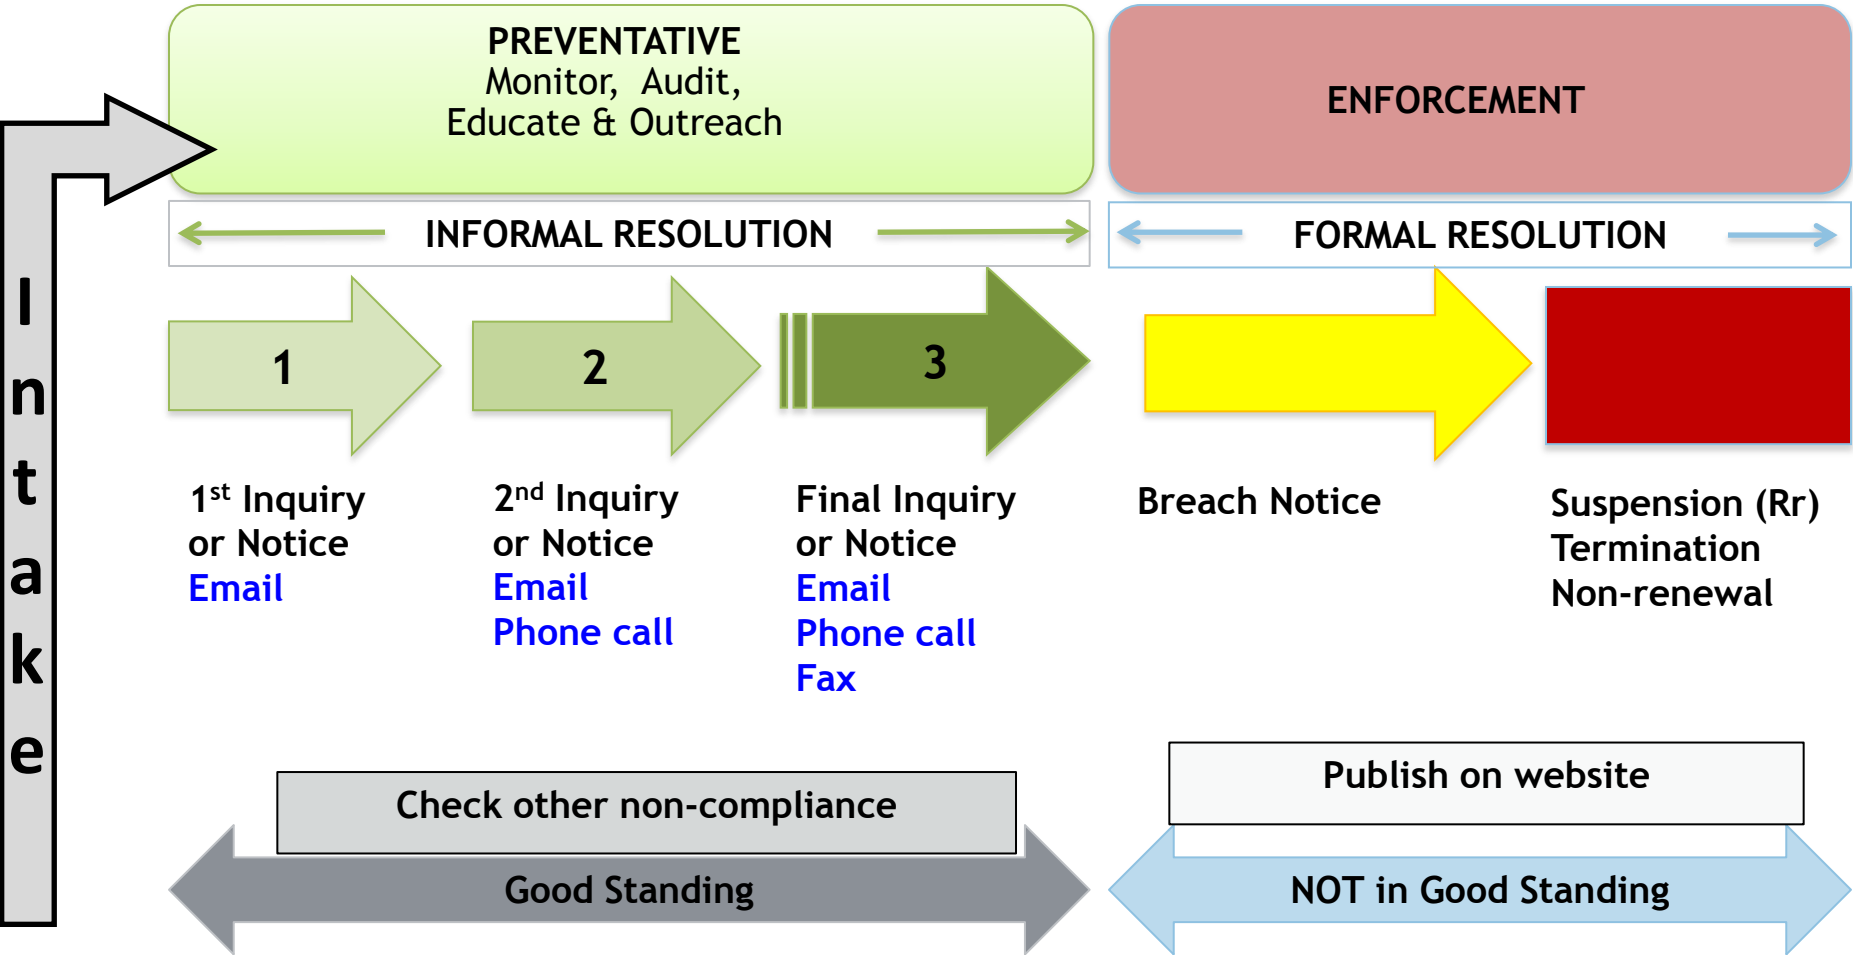 PREVENTATIVE
Monitor, Audit,
Educate & Outreach
ENFORCEMENT
INFORMAL RESOLUTION
FORMAL RESOLUTION
Intake
1
2
3
1st Inquiry
or Notice
Email
2nd Inquiry
or Notice
Email
Phone call
Final Inquiry
or Notice
Email
Phone call
Fax
Breach Notice
Suspension (Rr)
Termination
Non-renewal
Check other non-compliance
Good Standing
Publish on website
NOT in Good Standing